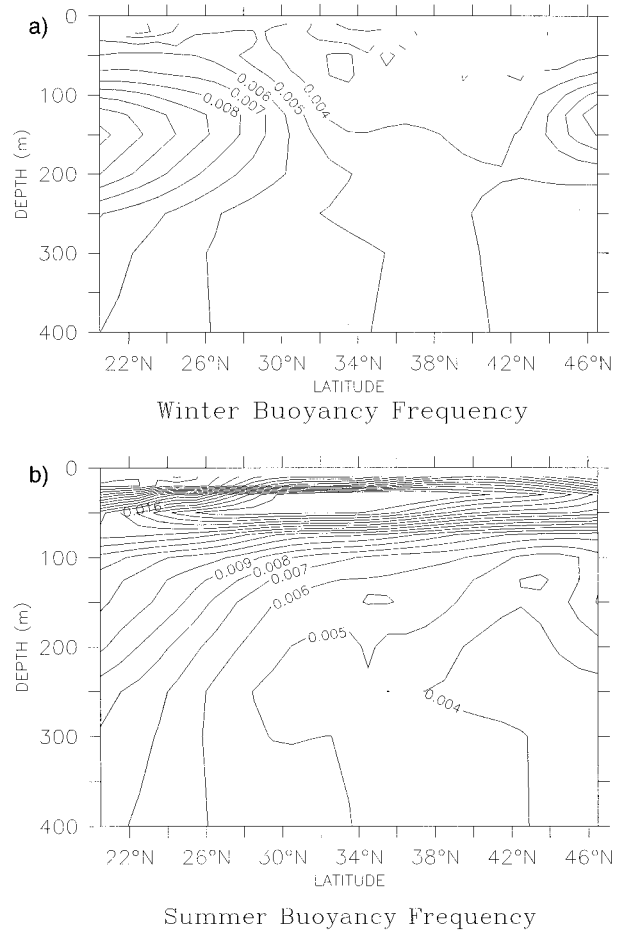 a)
0
100
200
300
400
DEPTH (m)
0.006
0.007
0.008
0.005
0.004
22°N 26°N 30°N 34°N 38°N 42°N 46°N
LATITUDE
Winter Buoyancy Frequency
b)
0
100
200
300
400
DEPTH (m)
0.016
0.009
0.008
0.007
0.006
0.005
0.004
22°N 26°N 30°N 34°N 38°N 42°N 46°N
LATITUDE
Summer Buoyancy Frequency